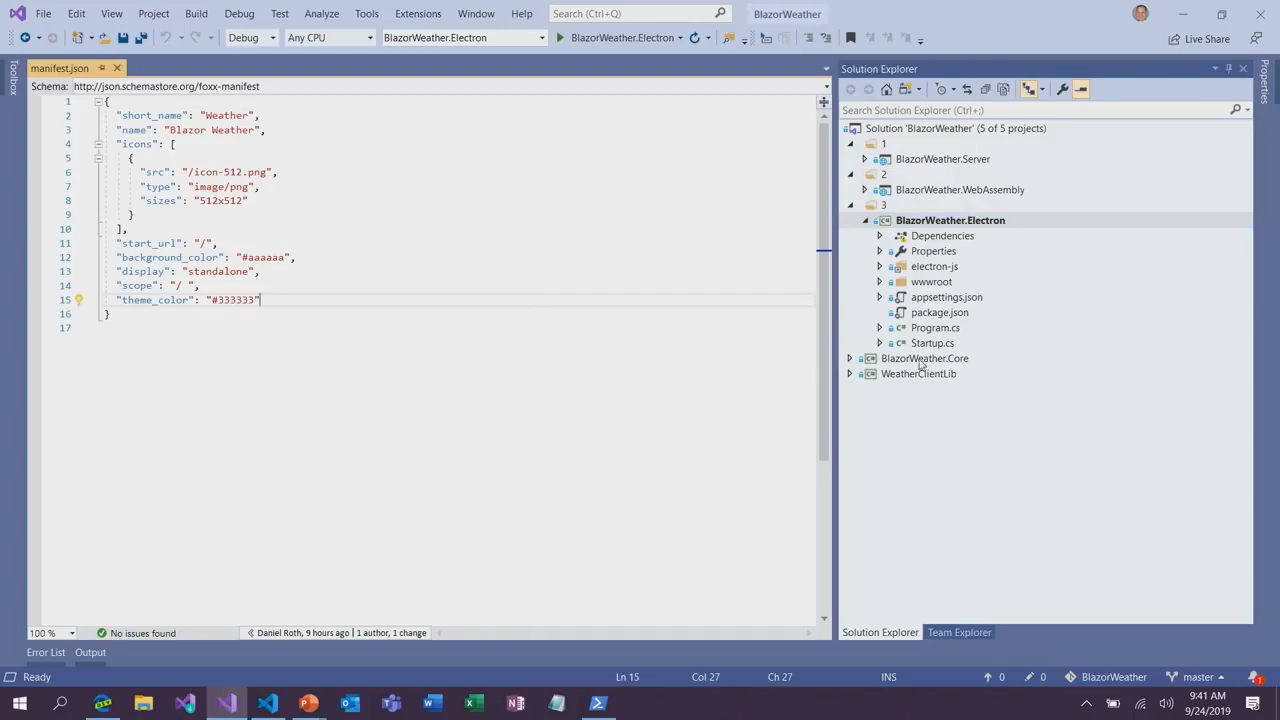 File Edit View Project Build Debug Test Analyze Tools Extensions Window Help Search (Ctrl+Q) BlazorWeather
Debug Any CPU BlazorWeather.Electron BlazorWeather.Electron Live Share
Toolbox
manifest.json
Schema: http://json.schemastore.org/foxx-manifest
1 {
2 "short_name": "Weather",
3 "name": "Blazor Weather",
4 "icons": [
5 {
6 "src": "/icon-512.png",
7 "type": "image/png",
8 "sizes": "512x512"
9 }
10 ],
11 "start_url": "/",
12 "background_color": "#aaaaaa",
13 "display": "standalone",
14 "scope": "/ ",
15 "theme_color": "#333333"
16 }
17
100 % No issues found Daniel Roth, 9 hours ago | 1 author, 1 change
Solution Explorer
Search Solution Explorer (Ctrl+;)
Solution 'BlazorWeather' (5 of 5 projects)
1
BlazorWeather.Server
2
BlazorWeather.WebAssembly
3
BlazorWeather.Electron
Dependencies
Properties
electron-js
wwwroot
appsettings.json
package.json
C# Program.cs
C# Startup.cs
C# BlazorWeather.Core
C# WeatherClientLib
Solution Explorer Team Explorer
Properties
Error List Output
Ready Ln 15 Col 27 Ch 27 INS 0 0 BlazorWeather master 1
9:41 AM
9/24/2019